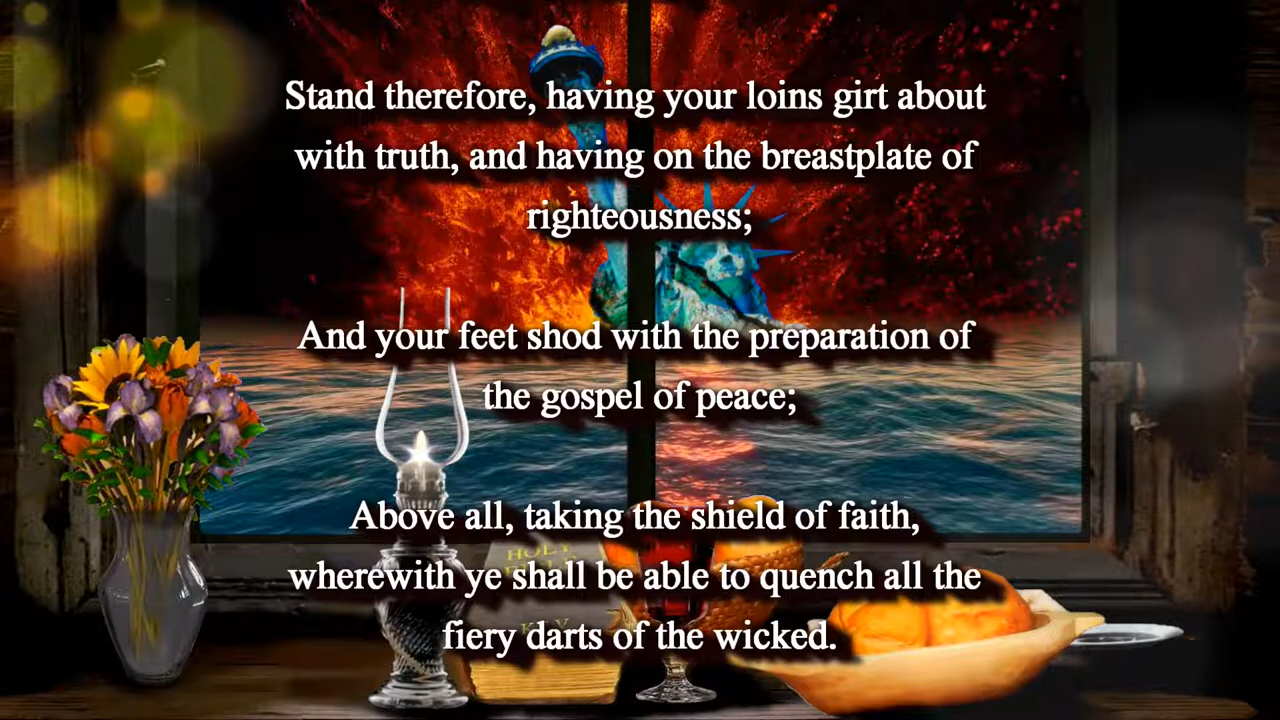 Stand therefore, having your loins girt about
with truth, and having on the breastplate of
righteousness;
And your feet shod with the preparation of
the gospel of peace;
Above all, taking the shield of faith,
wherewith ye shall be able to quench all the
fiery darts of the wicked.
HOLY
KJV